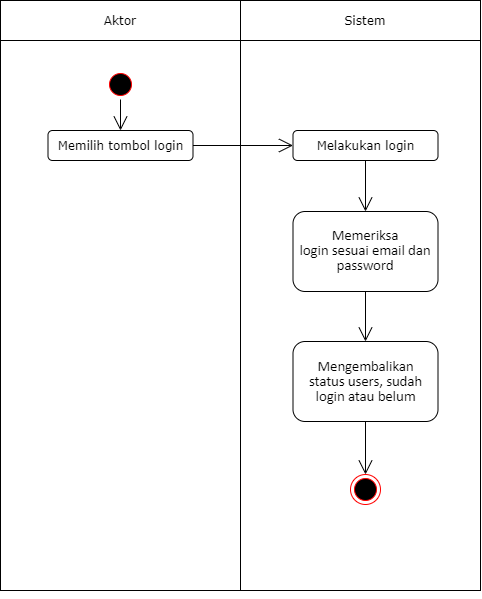 Aktor
Sistem
Memilih tombol login
Melakukan login
Memeriksa
login sesuai email dan
password
Mengembalikan
status users, sudah
login atau belum